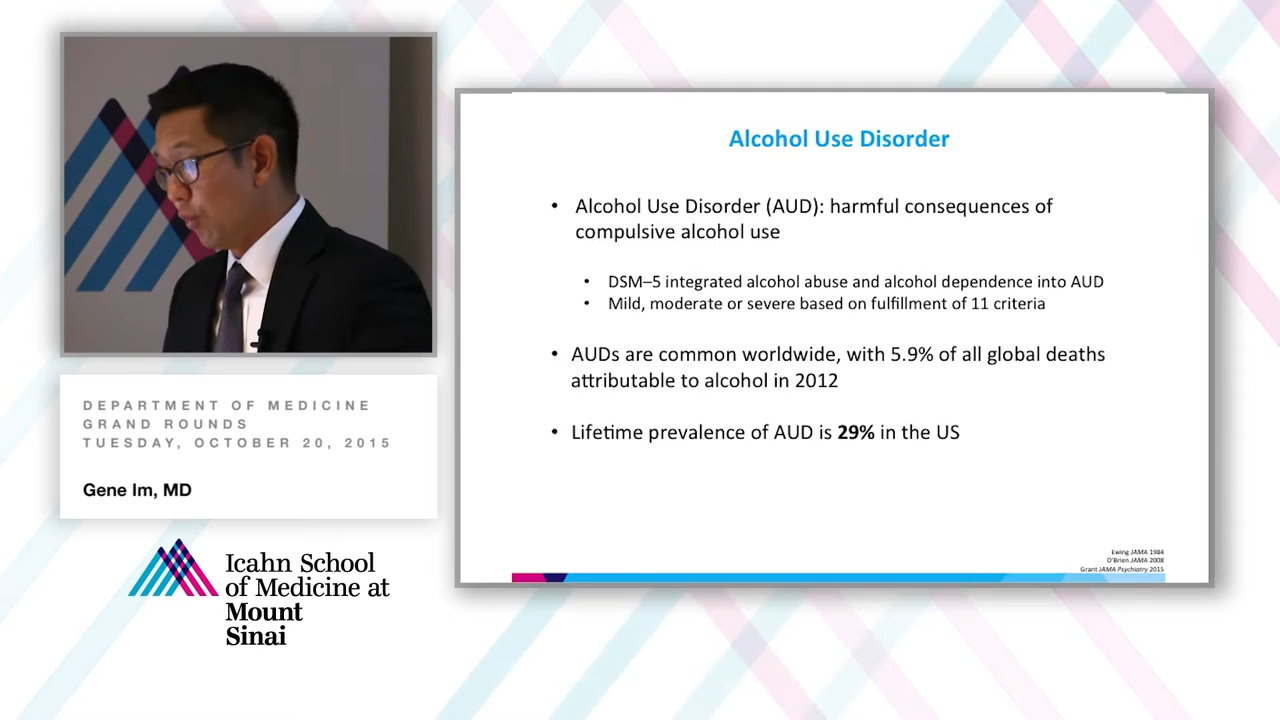 DEPARTMENT OF MEDICINE
GRAND ROUNDS
TUESDAY, OCTOBER 20, 2015
Gene Im, MD
Icahn School
of Medicine at
Mount
Sinai
Alcohol Use Disorder
• Alcohol Use Disorder (AUD): harmful consequences of
compulsive alcohol use
• DSM–5 integrated alcohol abuse and alcohol dependence into AUD
• Mild, moderate or severe based on fulfillment of 11 criteria
• AUDs are common worldwide, with 5.9% of all global deaths
attributable to alcohol in 2012
• Lifetime prevalence of AUD is 29% in the US
Ewing JAMA 1984
O'Brien JAMA 2008
Grant JAMA Psychiatry 2015